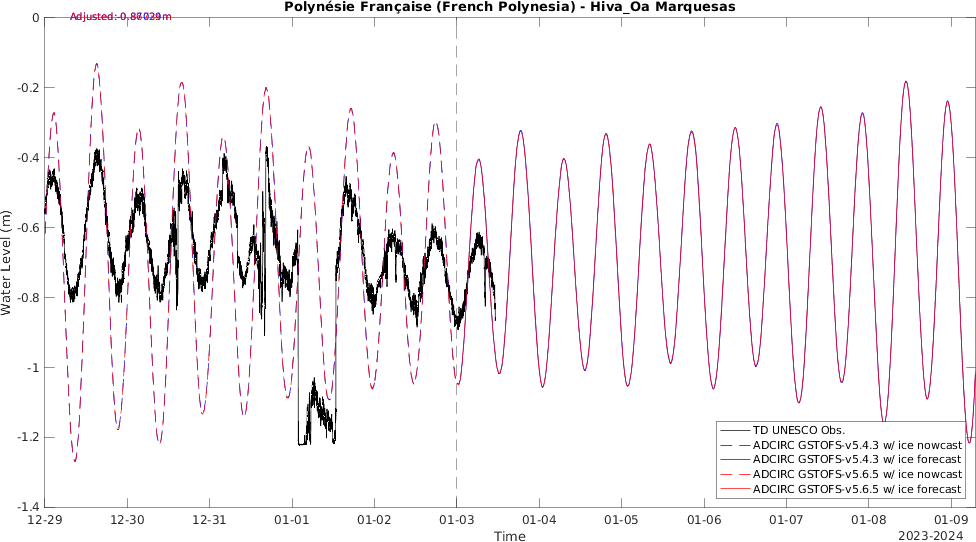 Polynésie Française (French Polynesia) - Hiva_Oa Marquesas
Adjusted:
0
-0.2
-0.4
-0.6
-0.8
-1
-1.2
-1.4
Water Level (m)
TD UNESCO Obs.
ADCIRC GSTOFS-v5.4.3 w/ ice nowcast
ADCIRC GSTOFS-v5.4.3 w/ ice forecast
ADCIRC GSTOFS-v5.6.5 w/ ice nowcast
ADCIRC GSTOFS-v5.6.5 w/ ice forecast
12-29 12-30 12-31 01-01 01-02 01-03 01-04 01-05 01-06 01-07 01-08 01-09
Time
2023-2024